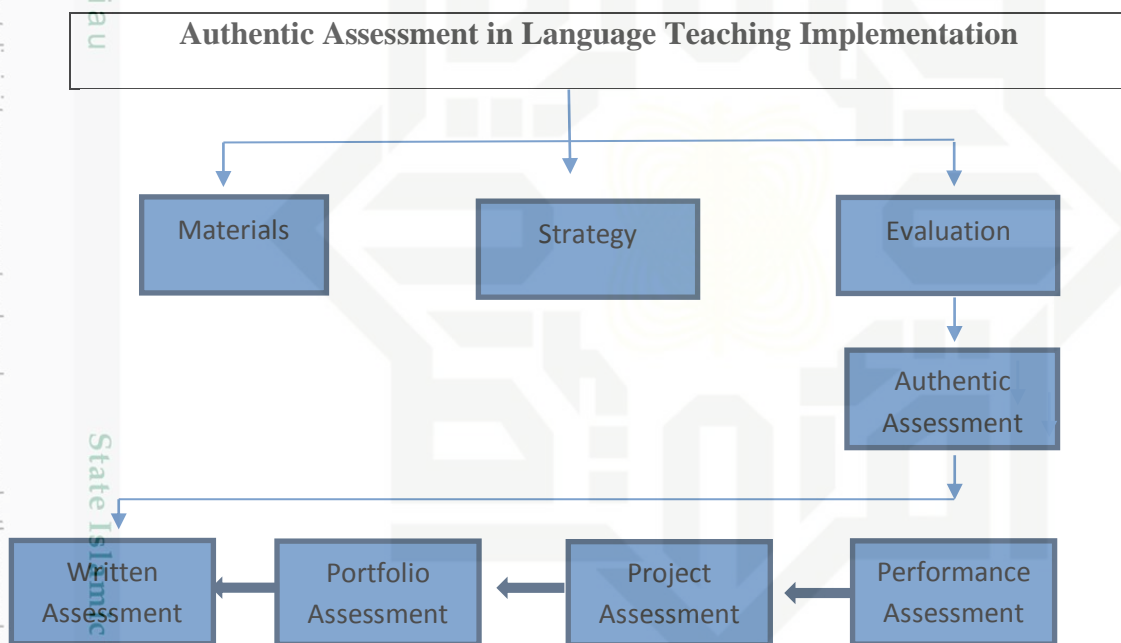 Authentic Assessment in Language Teaching Implementation
Materials
Strategy
Evaluation
Authentic
Assessment
Written
Assessment
Portfolio
Assessment
Project
Assessment
Performance
Assessment
iau
State Islamic